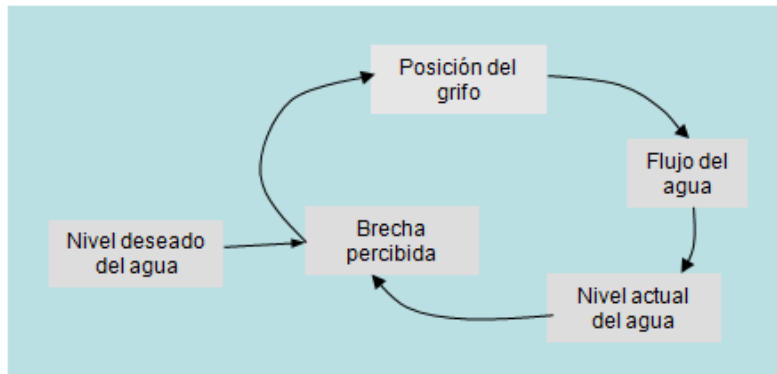 Posición del
grifo
Flujo del
agua
Nivel deseado
del agua
Brecha
percibida
Nivel actual
del agua